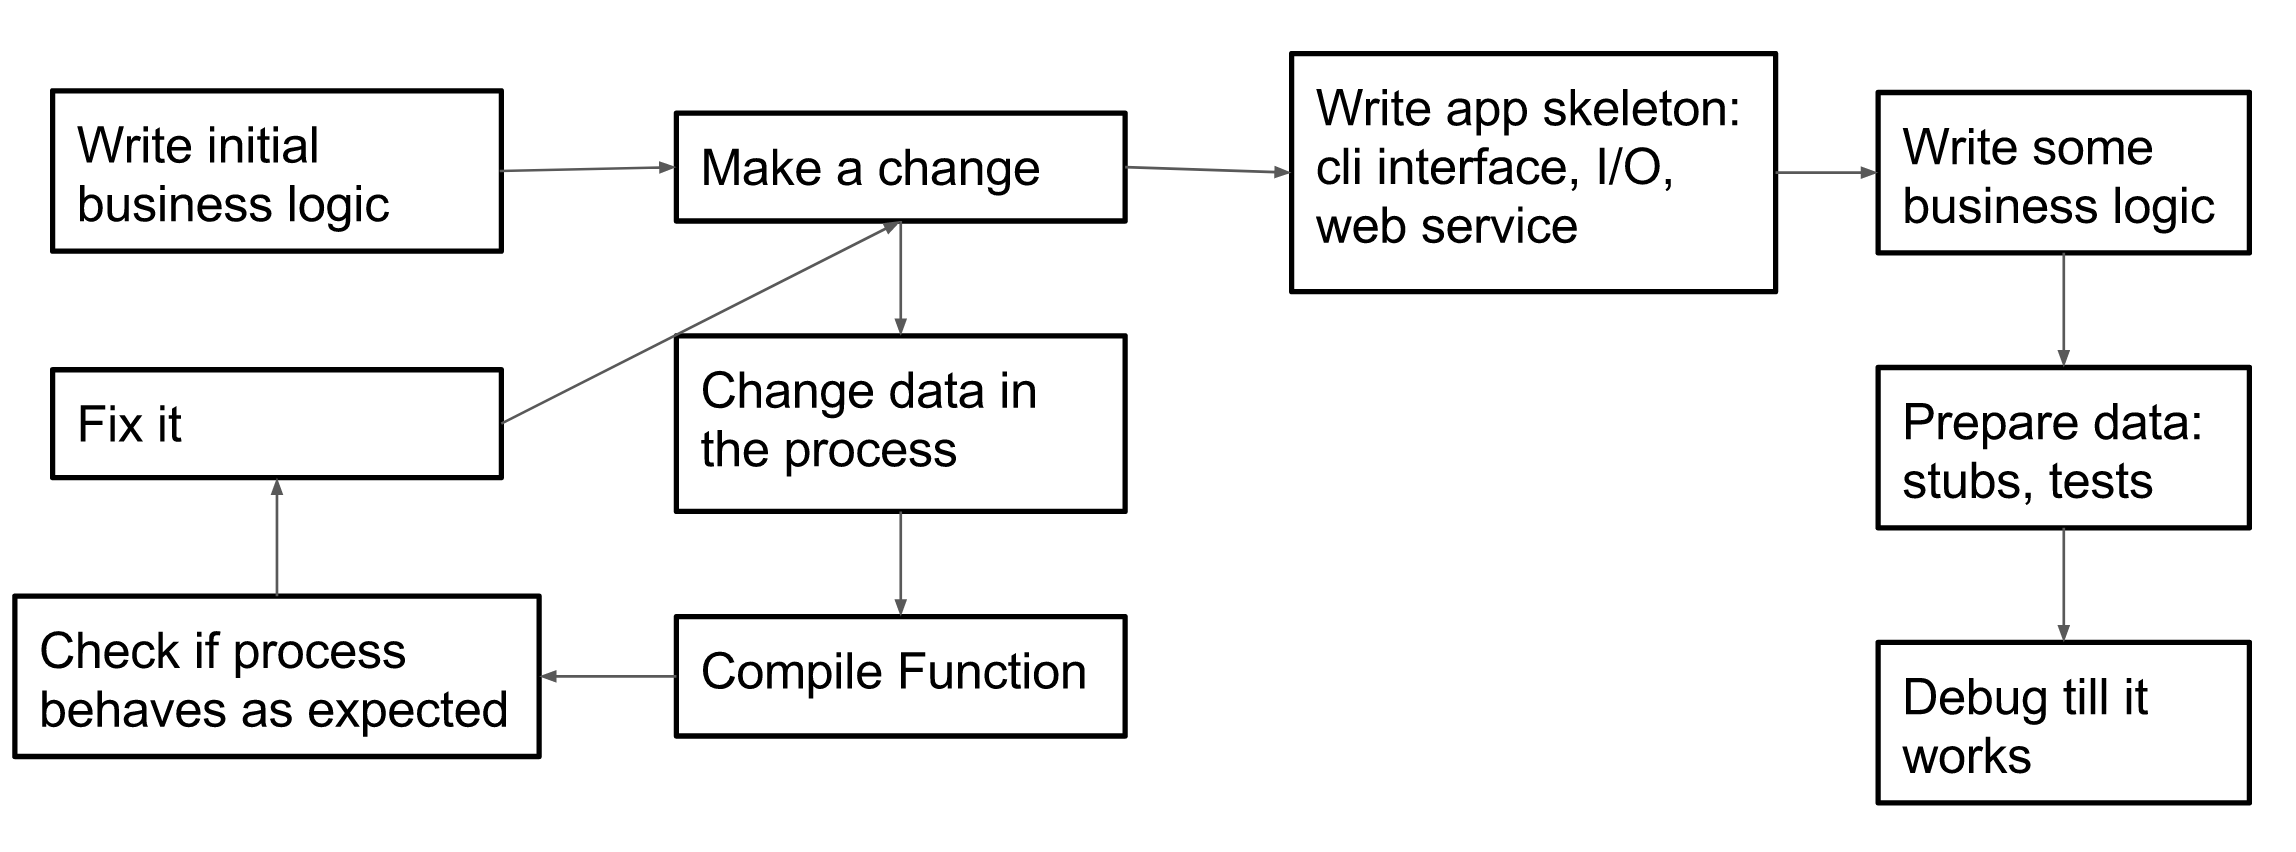 Write initial
business logic
Make a change
Write app skeleton:
cli interface, I/O,
web service
Write some
business logic
Fix it
Change data in
the process
Prepare data:
stubs, tests
Check if process
behaves as expected
Compile Function
Debug till it
works